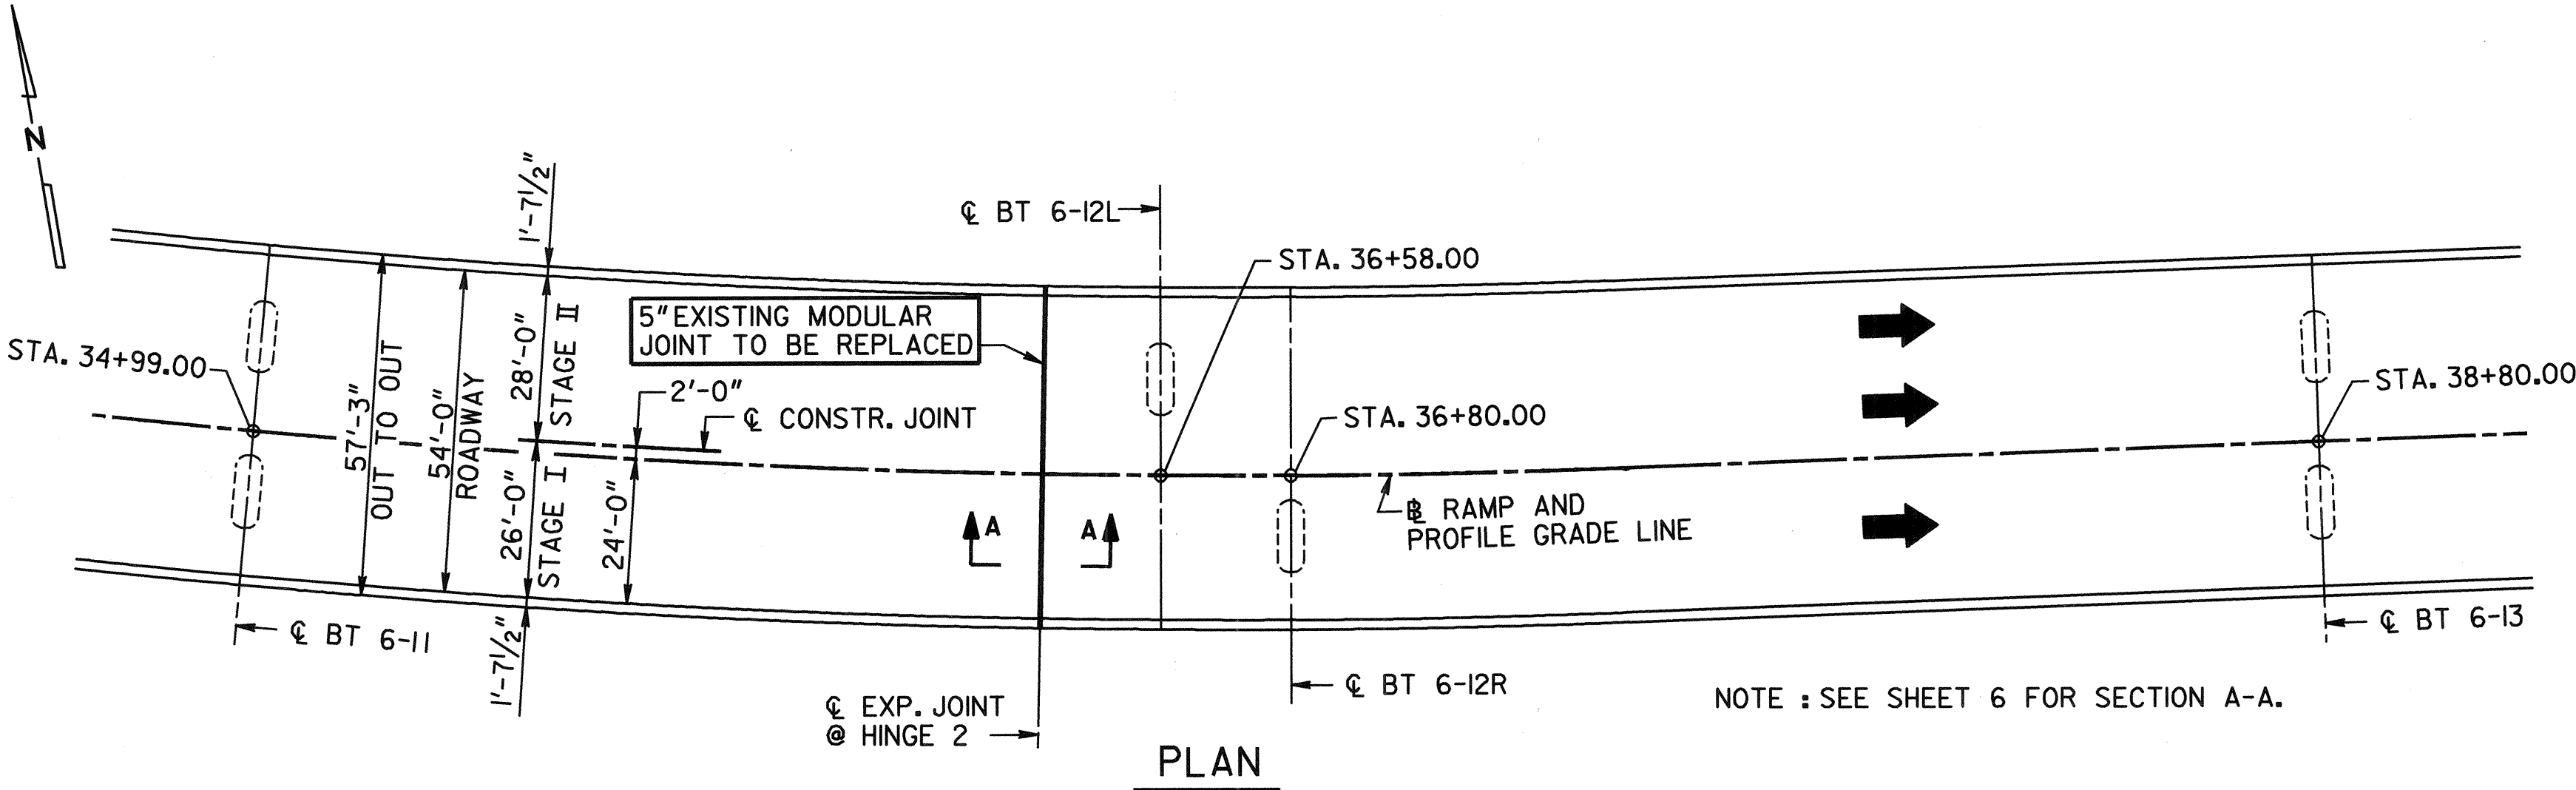 N
1'-7½"
℄ BT 6-12L
STA. 36+58.00
5" EXISTING MODULAR
JOINT TO BE REPLACED
STA. 34+99.00
57'-3"
OUT TO OUT
54'-0"
ROADWAY
28'-0"
STAGE II
2'-0"
℄ CONSTR. JOINT
STA. 36+80.00
STA. 38+80.00
26'-0"
STAGE I
24'-0"
A
A
BL RAMP AND
PROFILE GRADE LINE
℄ BT 6-11
1'-7½"
℄ BT 6-13
℄ EXP. JOINT
@ HINGE 2
℄ BT 6-12R
NOTE : SEE SHEET 6 FOR SECTION A-A.
PLAN